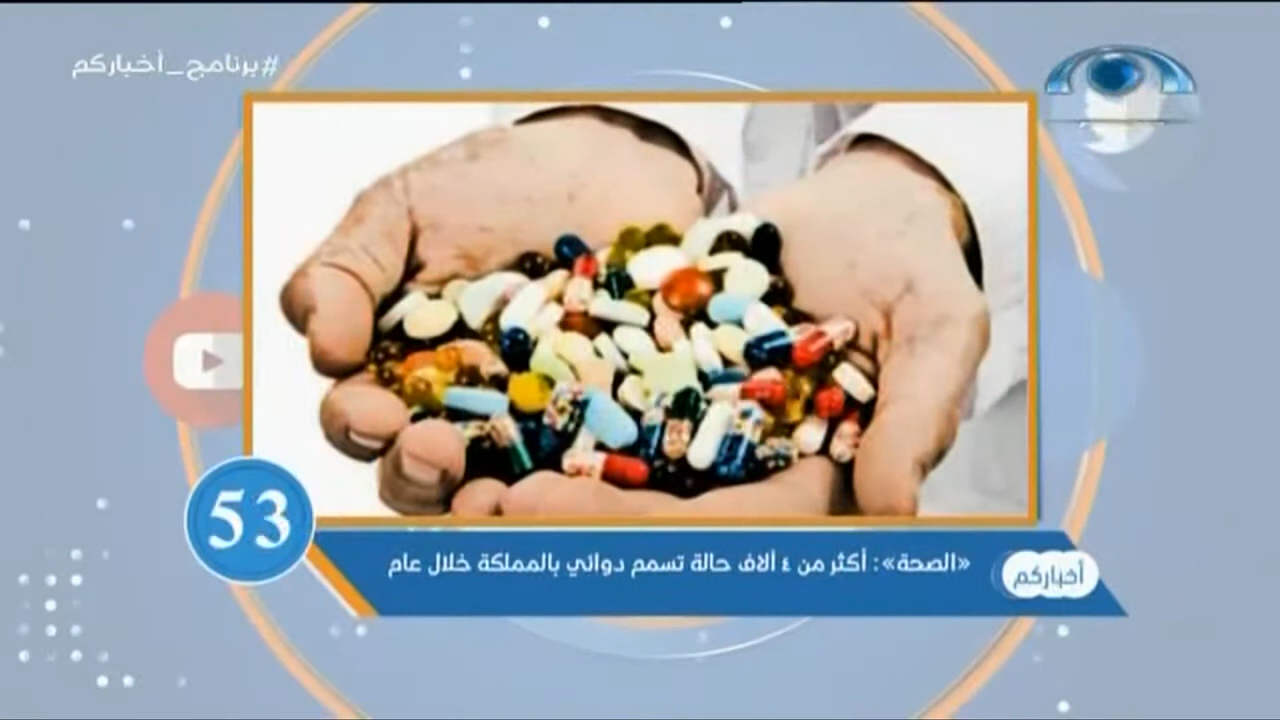 #برنامج_أخباركم
53
«الصحة»: أكثر من ٤ آلاف حالة تسمم دوائي بالمملكة خلال عام
أخباركم